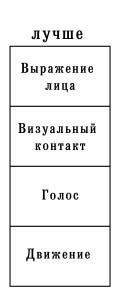 лучше
Выражение
лица
Визуальный
контакт
Голос
Движение